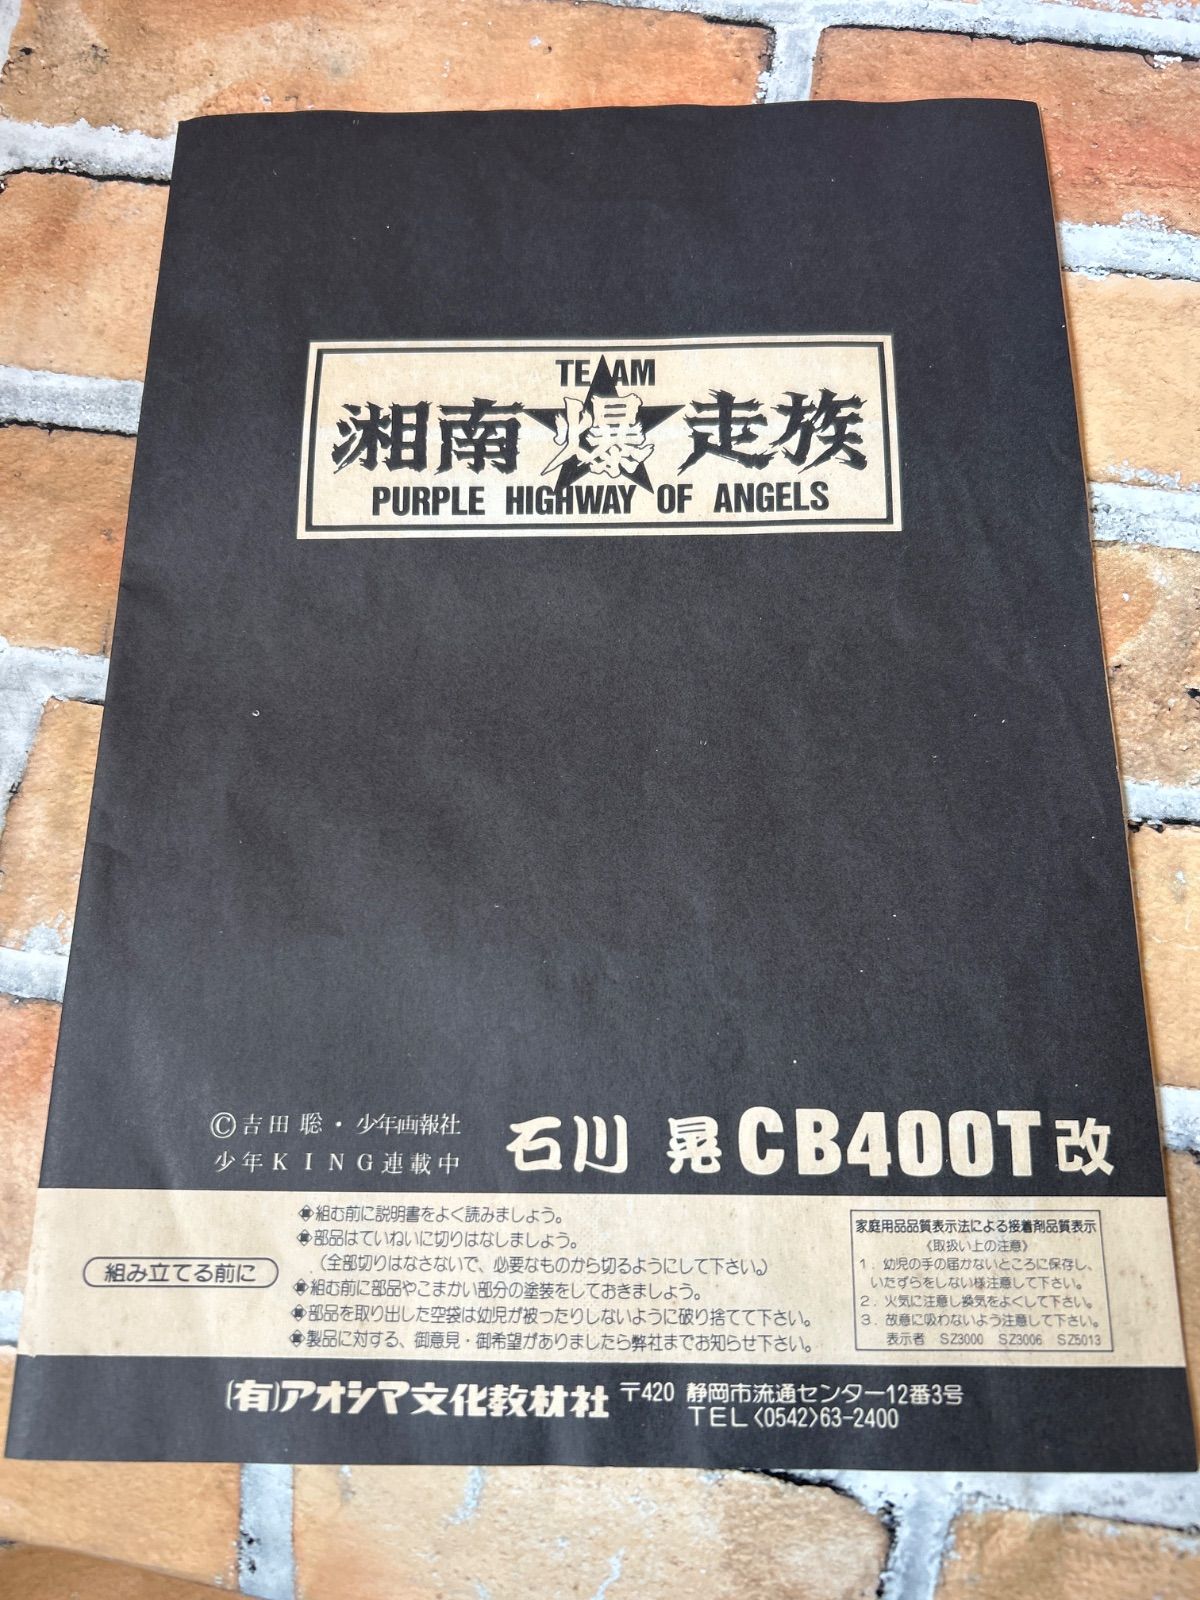 TEAM
湘南爆走族
PURPLE HIGHWAY OF ANGELS
©吉田聡・少年画報社
少年KING連載中
石川 晃 CB400T改
組み立てる前に
◈組む前に説明書をよく読みましょう。
◈部品はていねいに切りはなしましょう。
(全部切りはなさないで、必要なものから切るようにして下さい。)
◈組む前に部品やこまかい部分の塗装をしておきましょう。
◈部品を取り出した空袋は幼児が被ったりしないように破り捨てて下さい。
◈製品に対する、御意見・御希望がありましたら弊社までお知らせ下さい。
家庭用品品質表示法による接着剤品質表示
《取扱い上の注意》
1. 幼児の手の届かないところに保存し、
いたずらをしない様注意して下さい。
2. 火気に注意し換気をよくして下さい。
3. 故意に吸わないよう注意して下さい。
表示者 SZ3000 SZ3006 SZ5013
(有)アオシマ文化教材社 〒420 静岡市流通センター12番3号
TEL〈0542〉63-2400